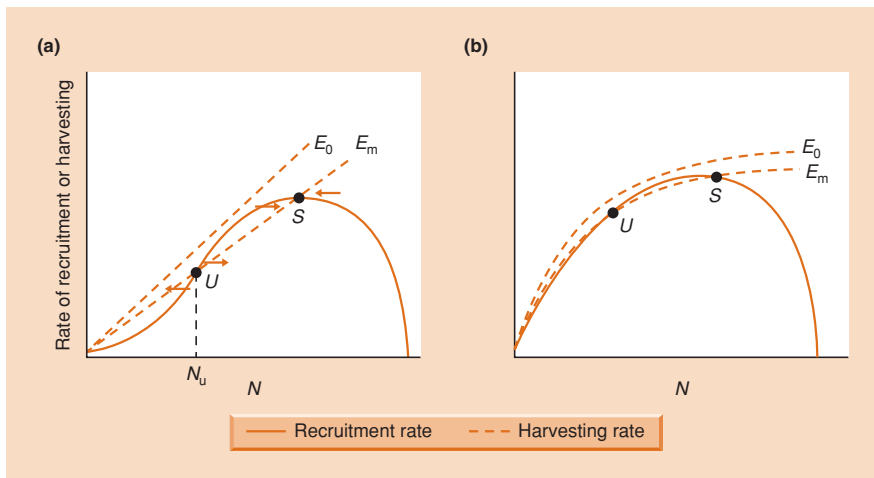 (a)
(b)
Rate of recruitment or harvesting
E0
Em
S
U
Nu
N
E0
Em
S
U
N
Recruitment rate
Harvesting rate